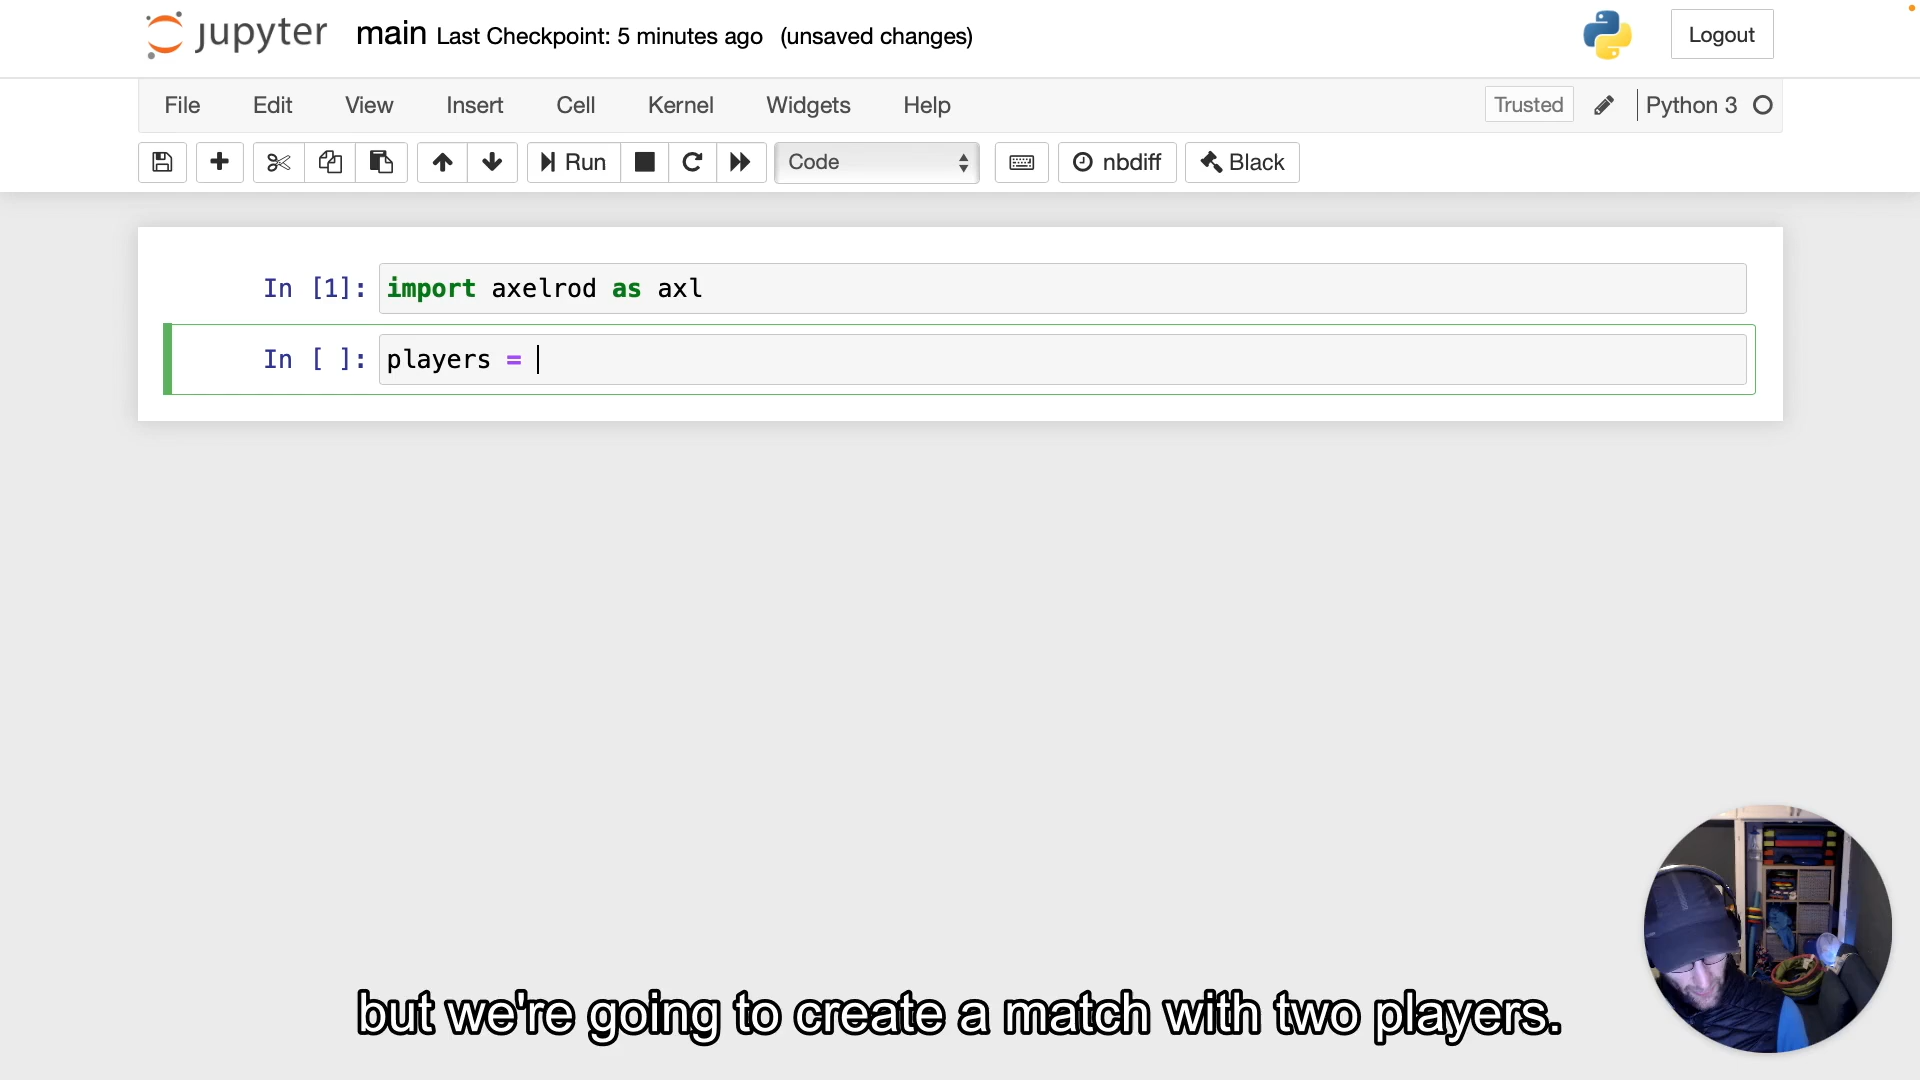 jupyter main Last Checkpoint: 5 minutes ago (unsaved changes) Logout
File Edit View Insert Cell Kernel Widgets Help Trusted Python 3
Run Code nbdiff Black
In [1]: import axelrod as axl
In [ ]: players =
but we're going to create a match with two players.